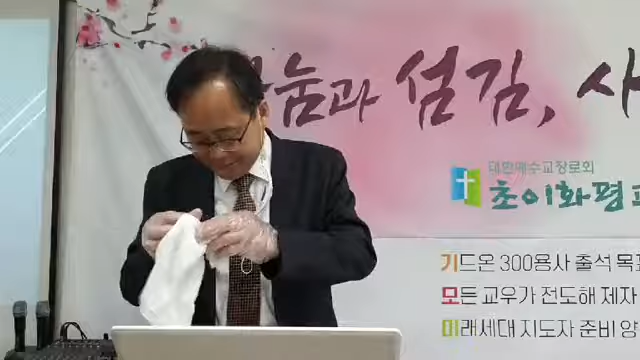 눔과 섬김, 사
대한예수교장로회
초이화평교
기드온 300용사 출석 목표
모든 교우가 전도해 제자
미래세대 지도자 준비 양